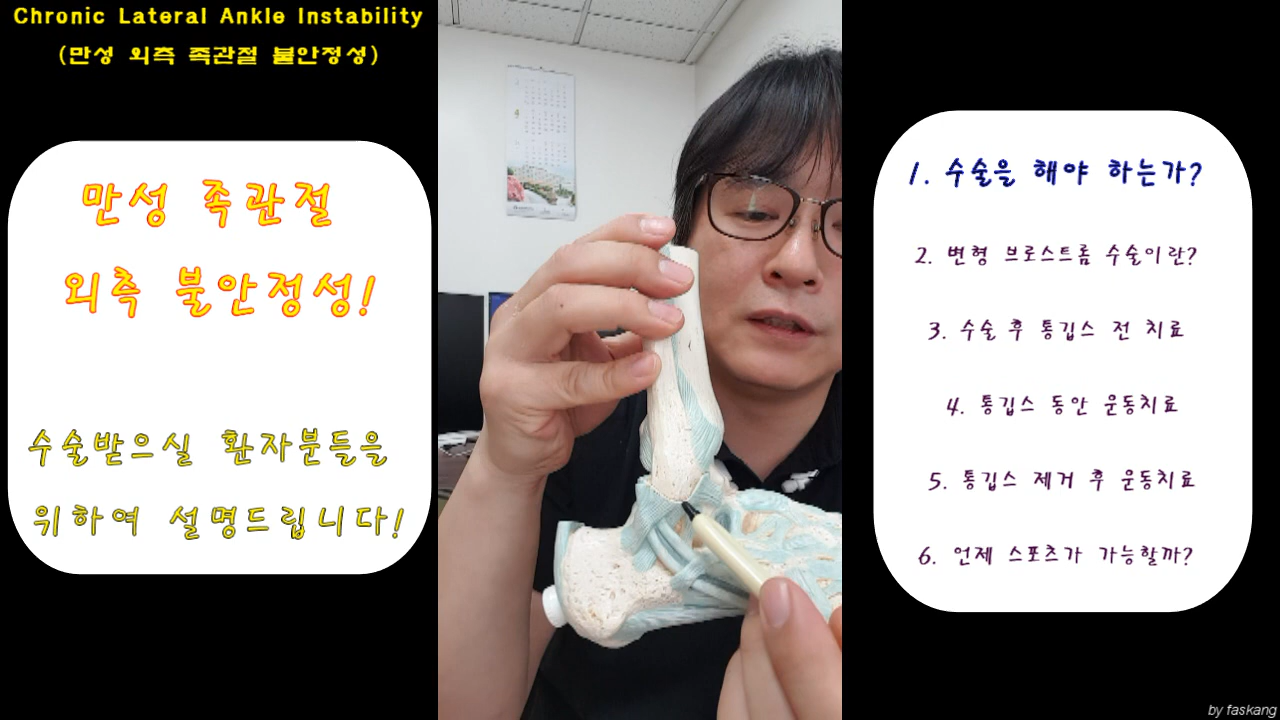 Chronic Lateral Ankle Instability
(만성 외측 족관절 불안정성)
만성 족관절
외측 불안정성!
수술받으실 환자분들을
위하여 설명드립니다!
1. 수술을 해야 하는가?
2. 변형 브로스트롬 수술이란?
3. 수술 후 통깁스 전 치료
4. 통깁스 동안 운동치료
5. 통깁스 제거 후 운동치료
6. 언제 스포츠가 가능할까?
by faskang